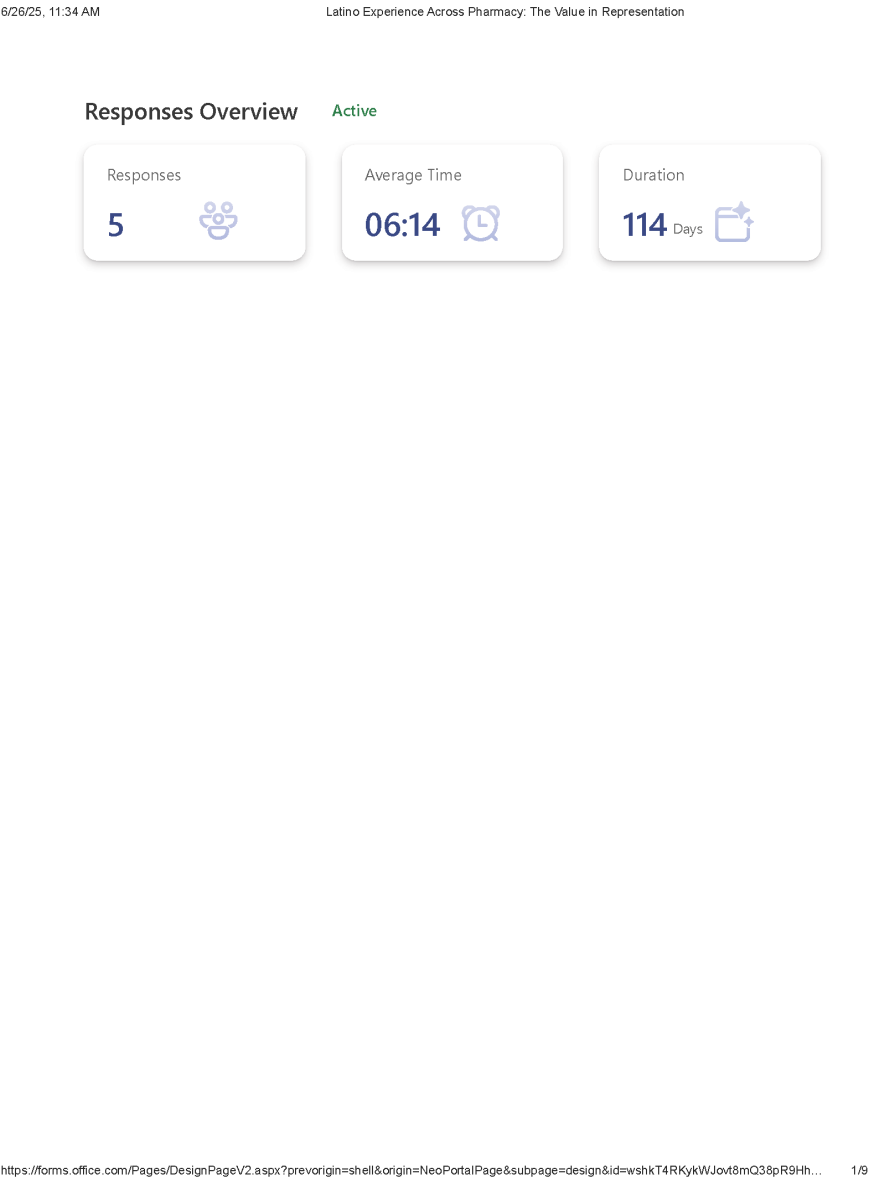 6/26/25, 11:34 AM Latino Experience Across Pharmacy: The Value in Representation
Responses Overview Active
Responses Average Time Duration
5 06:14 114 Days
https://forms.office.com/Pages/DesignPageV2.aspx?prevorigin=shell&origin=NeoPortalPage&subpage=design&id=wshkT4RKykWJovt8mQ38pR9Hh… 1/9